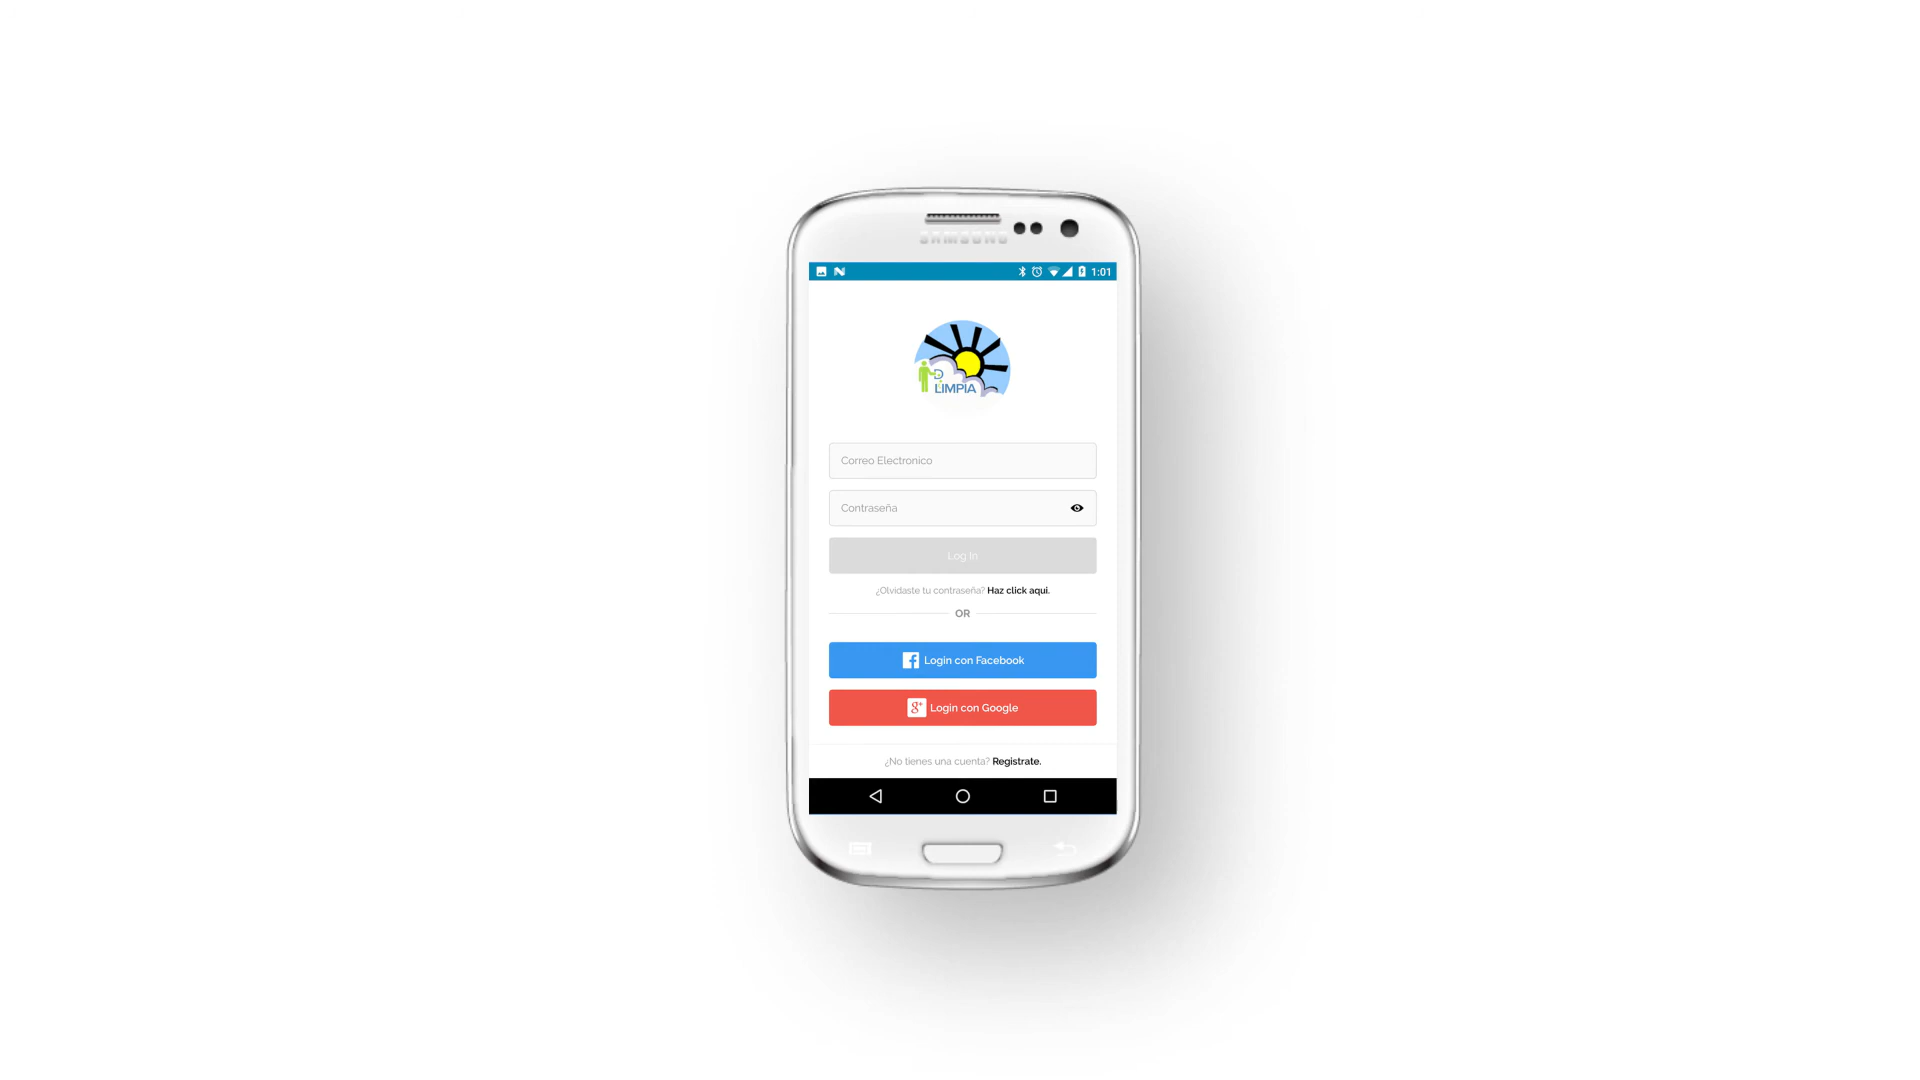 SAMSUNG
1:01
D
LIMPIA
Correo Electronico
Contraseña
Log In
¿Olvidaste tu contraseña? Haz click aqui.
OR
Login con Facebook
g+ Login con Google
¿No tienes una cuenta? Registrate.